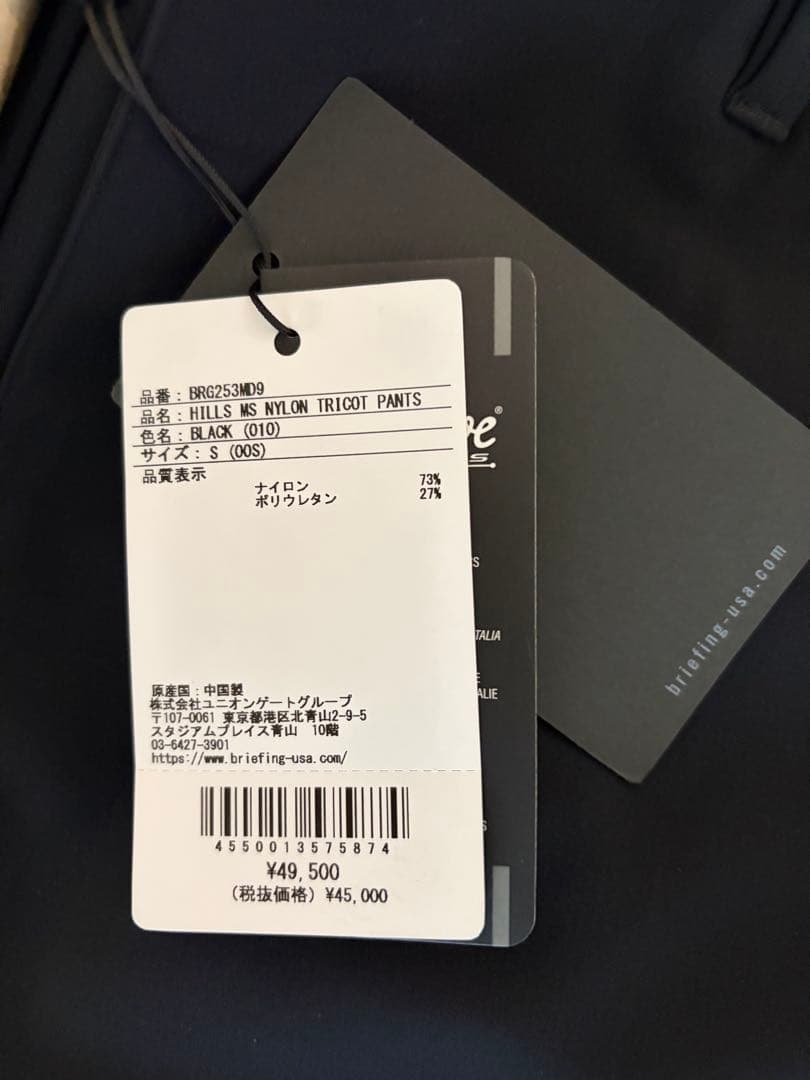 品番：BRG253MD9
品名：HILLS MS NYLON TRICOT PANTS
色名：BLACK (010)
サイズ：S (00S)
品質表示
ナイロン 73%
ポリウレタン 27%
原産国：中国製
株式会社ユニオンゲートグループ
〒107-0061 東京都港区北青山2-9-5
スタジアムプレイス青山 10階
03-6427-3901
https://www.briefing-usa.com/
4550013575874
¥49,500
(税抜価格) ¥45,000
briefing-usa.com